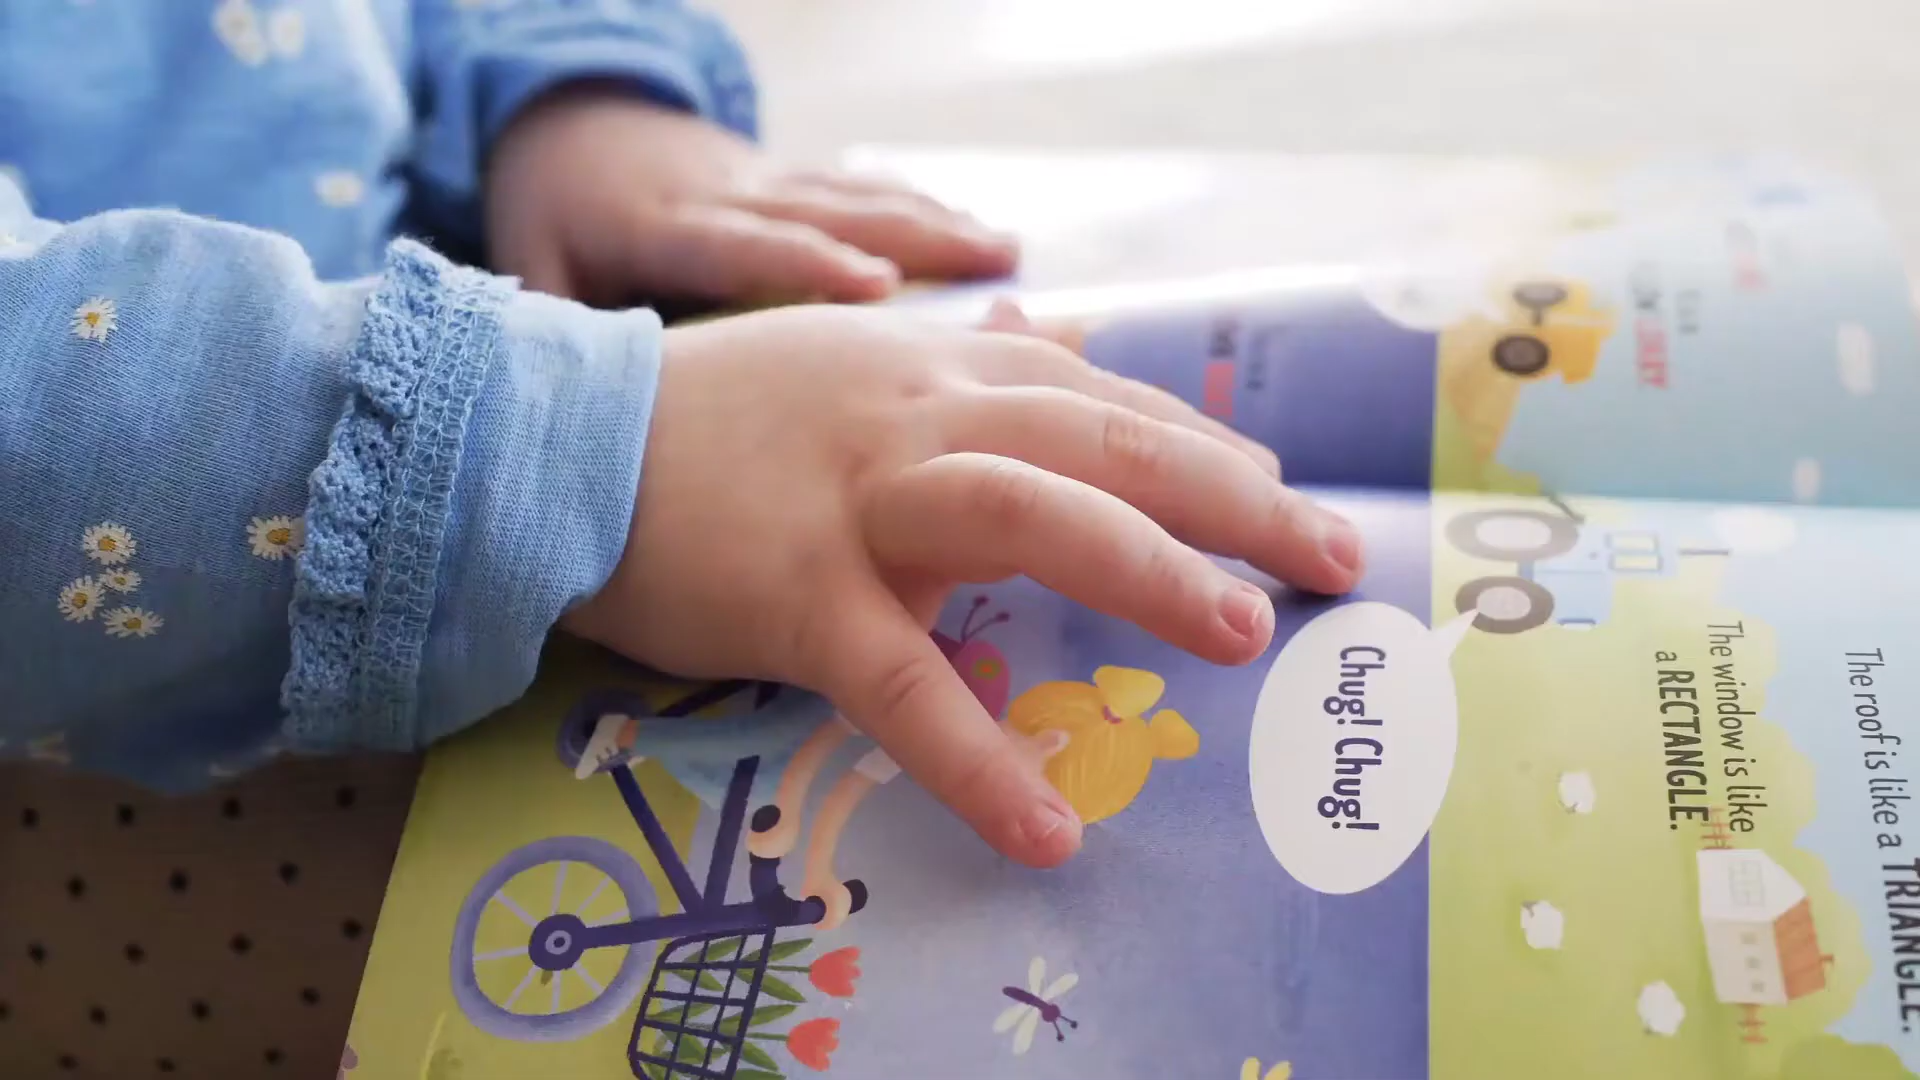 The roof is like a TRIANGLE.
The window is like
a RECTANGLE.
Chug! Chug!